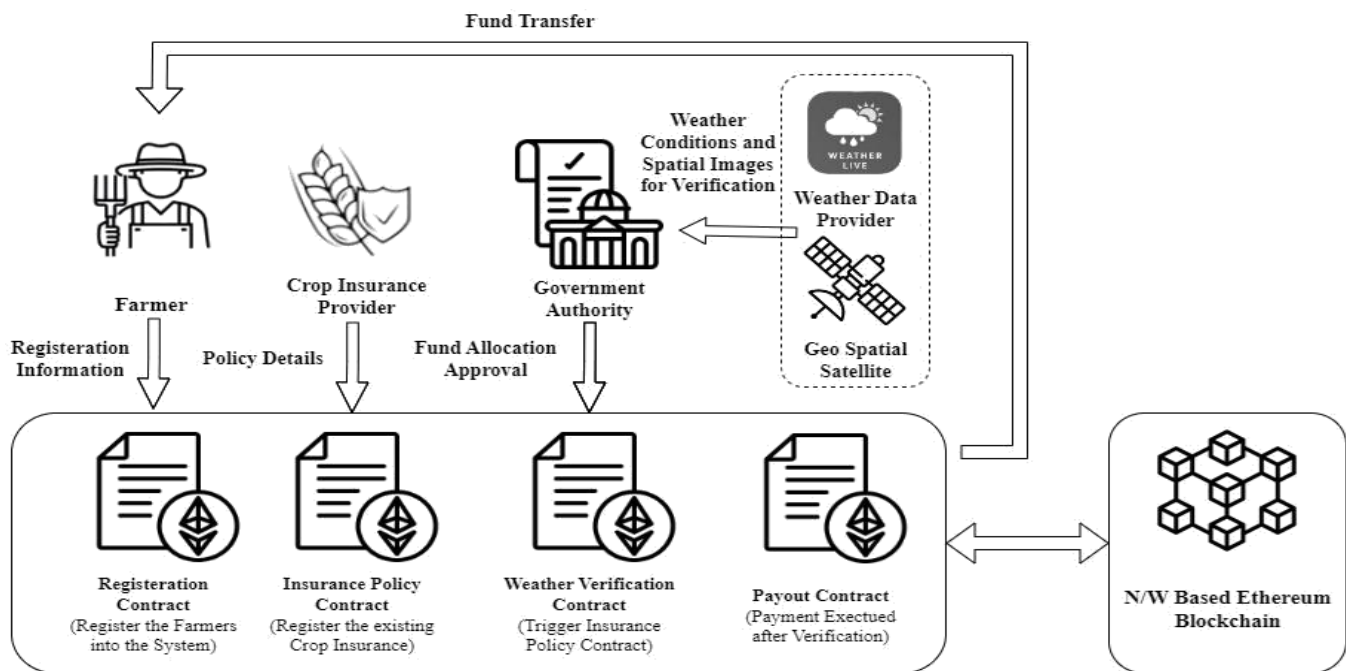 Fund Transfer
Weather
Conditions and
Spatial Images
for Verification
WEATHER
LIVE
Weather Data
Provider
Geo Spatial
Satellite
Farmer
Crop Insurance
Provider
Government
Authority
Registeration
Information
Policy Details
Fund Allocation
Approval
Registeration
Contract
(Register the Farmers
into the System)
Insurance Policy
Contract
(Register the existing
Crop Insurance)
Weather Verification
Contract
(Trigger Insurance
Policy Contract)
Payout Contract
(Payment Exectued
after Verification)
N/W Based Ethereum
Blockchain